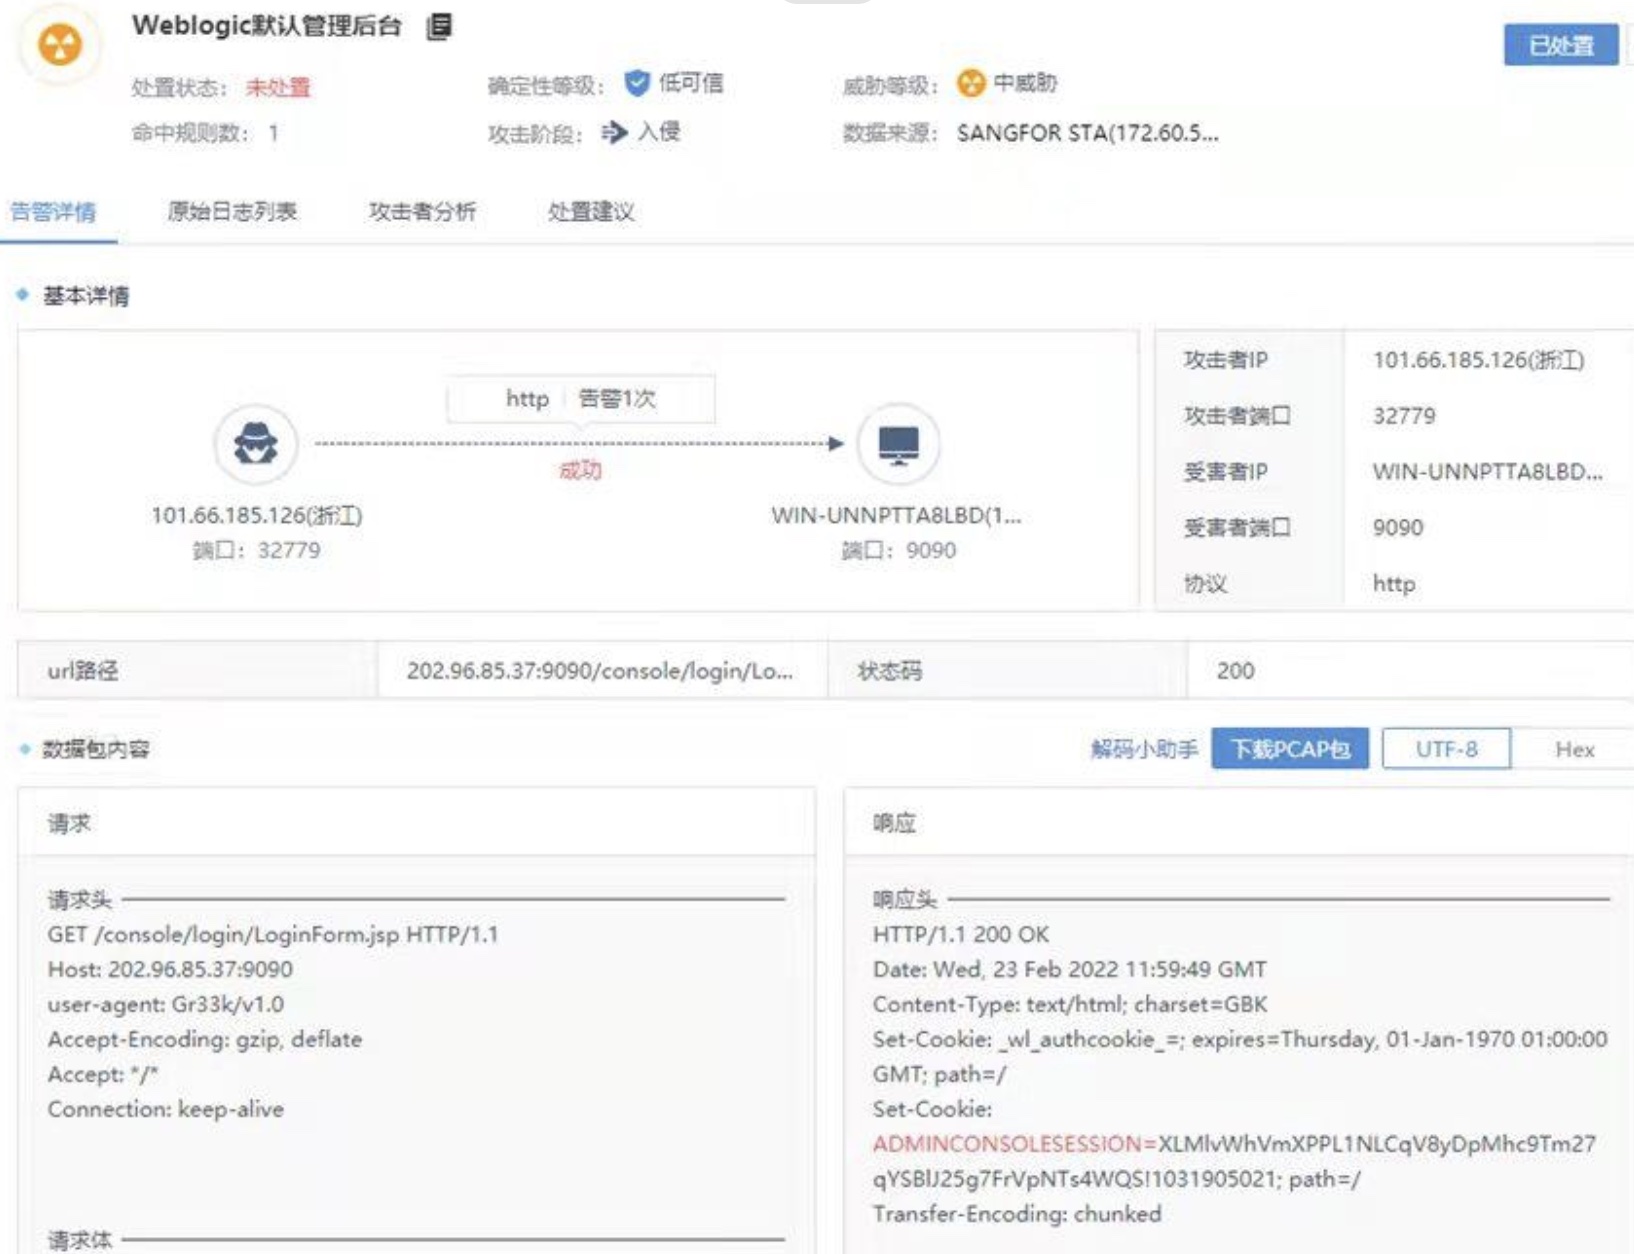 Weblogic默认管理后台
已处置
处置状态： 未处置
确定性等级： 低可信
威胁等级： 中威胁
命中规则数： 1
攻击阶段： 入侵
数据来源： SANGFOR STA(172.60.5...
告警详情
原始日志列表
攻击者分析
处置建议
基本详情
http 告警1次
成功
101.66.185.126(浙江)
端口： 32779
WIN-UNNPTTA8LBD(1...
端口： 9090
攻击者IP 101.66.185.126(浙江)
攻击者端口 32779
受害者IP WIN-UNNPTTA8LBD...
受害者端口 9090
协议 http
url路径 202.96.85.37:9090/console/login/Lo...
状态码 200
数据包内容
解码小助手
下载PCAP包
UTF-8
Hex
请求
请求头
GET /console/login/LoginForm.jsp HTTP/1.1
Host: 202.96.85.37:9090
user-agent: Gr33k/v1.0
Accept-Encoding: gzip, deflate
Accept: */*
Connection: keep-alive
请求体
响应
响应头
HTTP/1.1 200 OK
Date: Wed, 23 Feb 2022 11:59:49 GMT
Content-Type: text/html; charset=GBK
Set-Cookie: _wl_authcookie_=; expires=Thursday, 01-Jan-1970 01:00:00
GMT; path=/
Set-Cookie:
ADMINCONSOLESESSION=XLMlvWhVmXPPL1NLCqV8yDpMhc9Tm27
qYSBlJ25g7FrVpNTs4WQS!1031905021; path=/
Transfer-Encoding: chunked